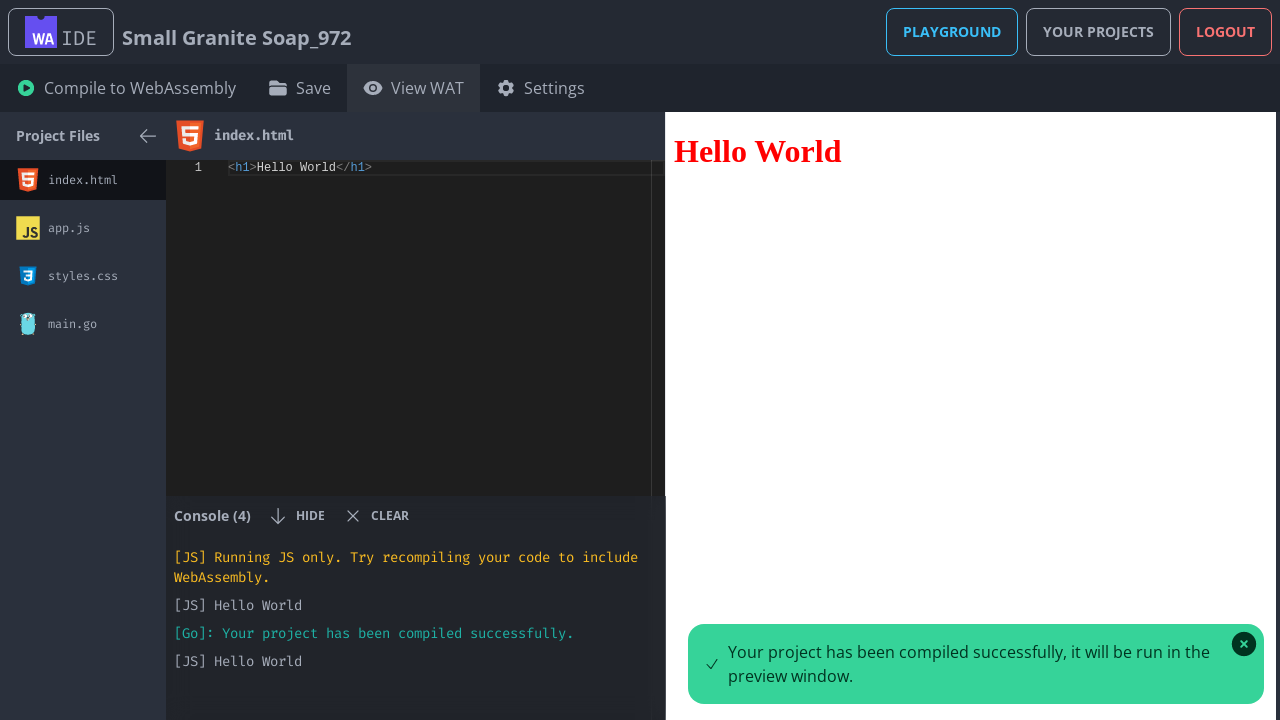 WA IDE
Small Granite Soap_972
PLAYGROUND
YOUR PROJECTS
LOGOUT
Compile to WebAssembly
Save
View WAT
Settings
Project Files
index.html
JS app.js
styles.css
main.go
index.html
1 <h1>Hello World</h1>
Console (4)
HIDE
CLEAR
[JS] Running JS only. Try recompiling your code to include
WebAssembly.
[JS] Hello World
[Go]: Your project has been compiled successfully.
[JS] Hello World
Hello World
Your project has been compiled successfully, it will be run in the
preview window.